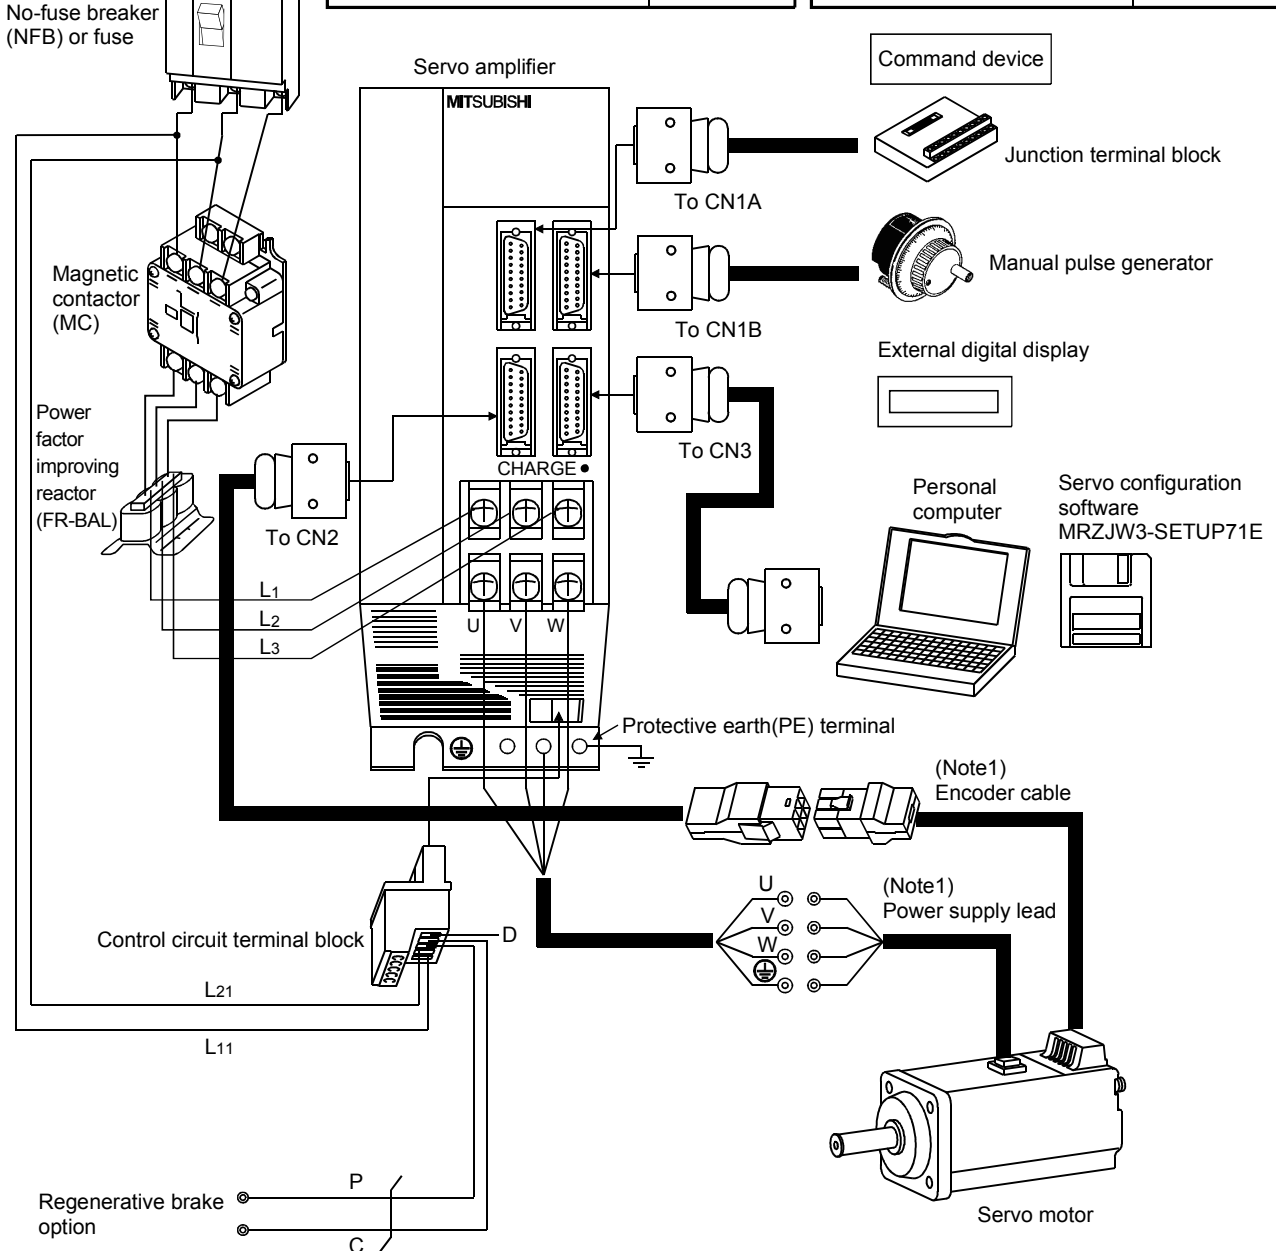 No-fuse breaker
(NFB) or fuse
Servo amplifier
Command device
MITSUBISHI
Junction terminal block
To CN1A
Magnetic
contactor
(MC)
Manual pulse generator
To CN1B
External digital display
Power
factor
improving
reactor
(FR-BAL)
To CN3
CHARGE
To CN2
Personal
computer
Servo configuration
software
MRZJW3-SETUP71E
L1
L2
L3
U V W
Protective earth(PE) terminal
(Note1)
Encoder cable
U
V
W
(Note1)
Power supply lead
Control circuit terminal block
D
L21
L11
P
Regenerative brake
option
C
Servo motor